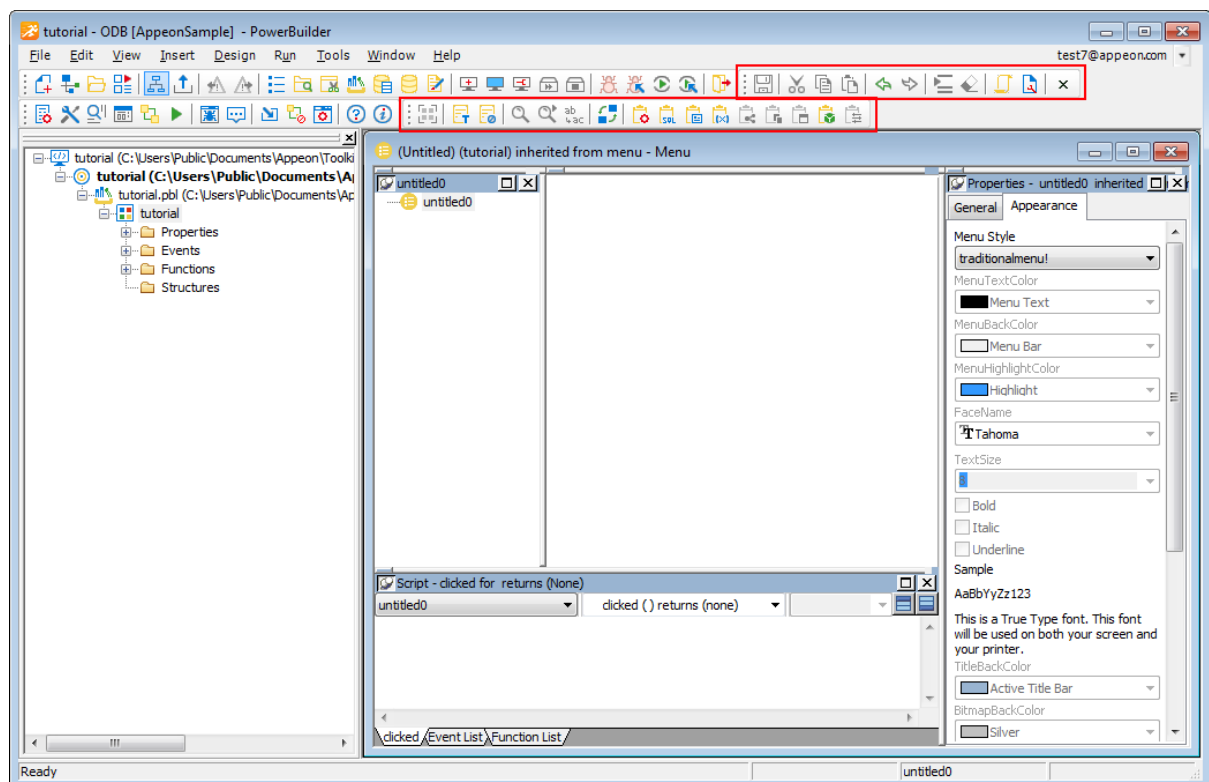 tutorial - ODB [AppeonSample] - PowerBuilder
File Edit View Insert Design Run Tools Window Help
test7@appeon.com
tutorial (C:\Users\Public\Documents\Appeon\Toolki
tutorial (C:\Users\Public\Documents\A
tutorial.pbl (C:\Users\Public\Documents\Ap
tutorial
Properties
Events
Functions
Structures
(Untitled) (tutorial) inherited from menu - Menu
untitled0
untitled0
Script - clicked for returns (None)
untitled0
clicked ( ) returns (none)
clicked Event List Function List
Properties - untitled0 inherited
General Appearance
Menu Style
traditionalmenu!
MenuTextColor
Menu Text
MenuBackColor
Menu Bar
MenuHighlightColor
Highlight
FaceName
Tahoma
TextSize
8
Bold
Italic
Underline
Sample
AaBbYyZz123
This is a True Type font. This font
will be used on both your screen and
your printer.
TitleBackColor
Active Title Bar
BitmapBackColor
Silver
Ready
untitled0